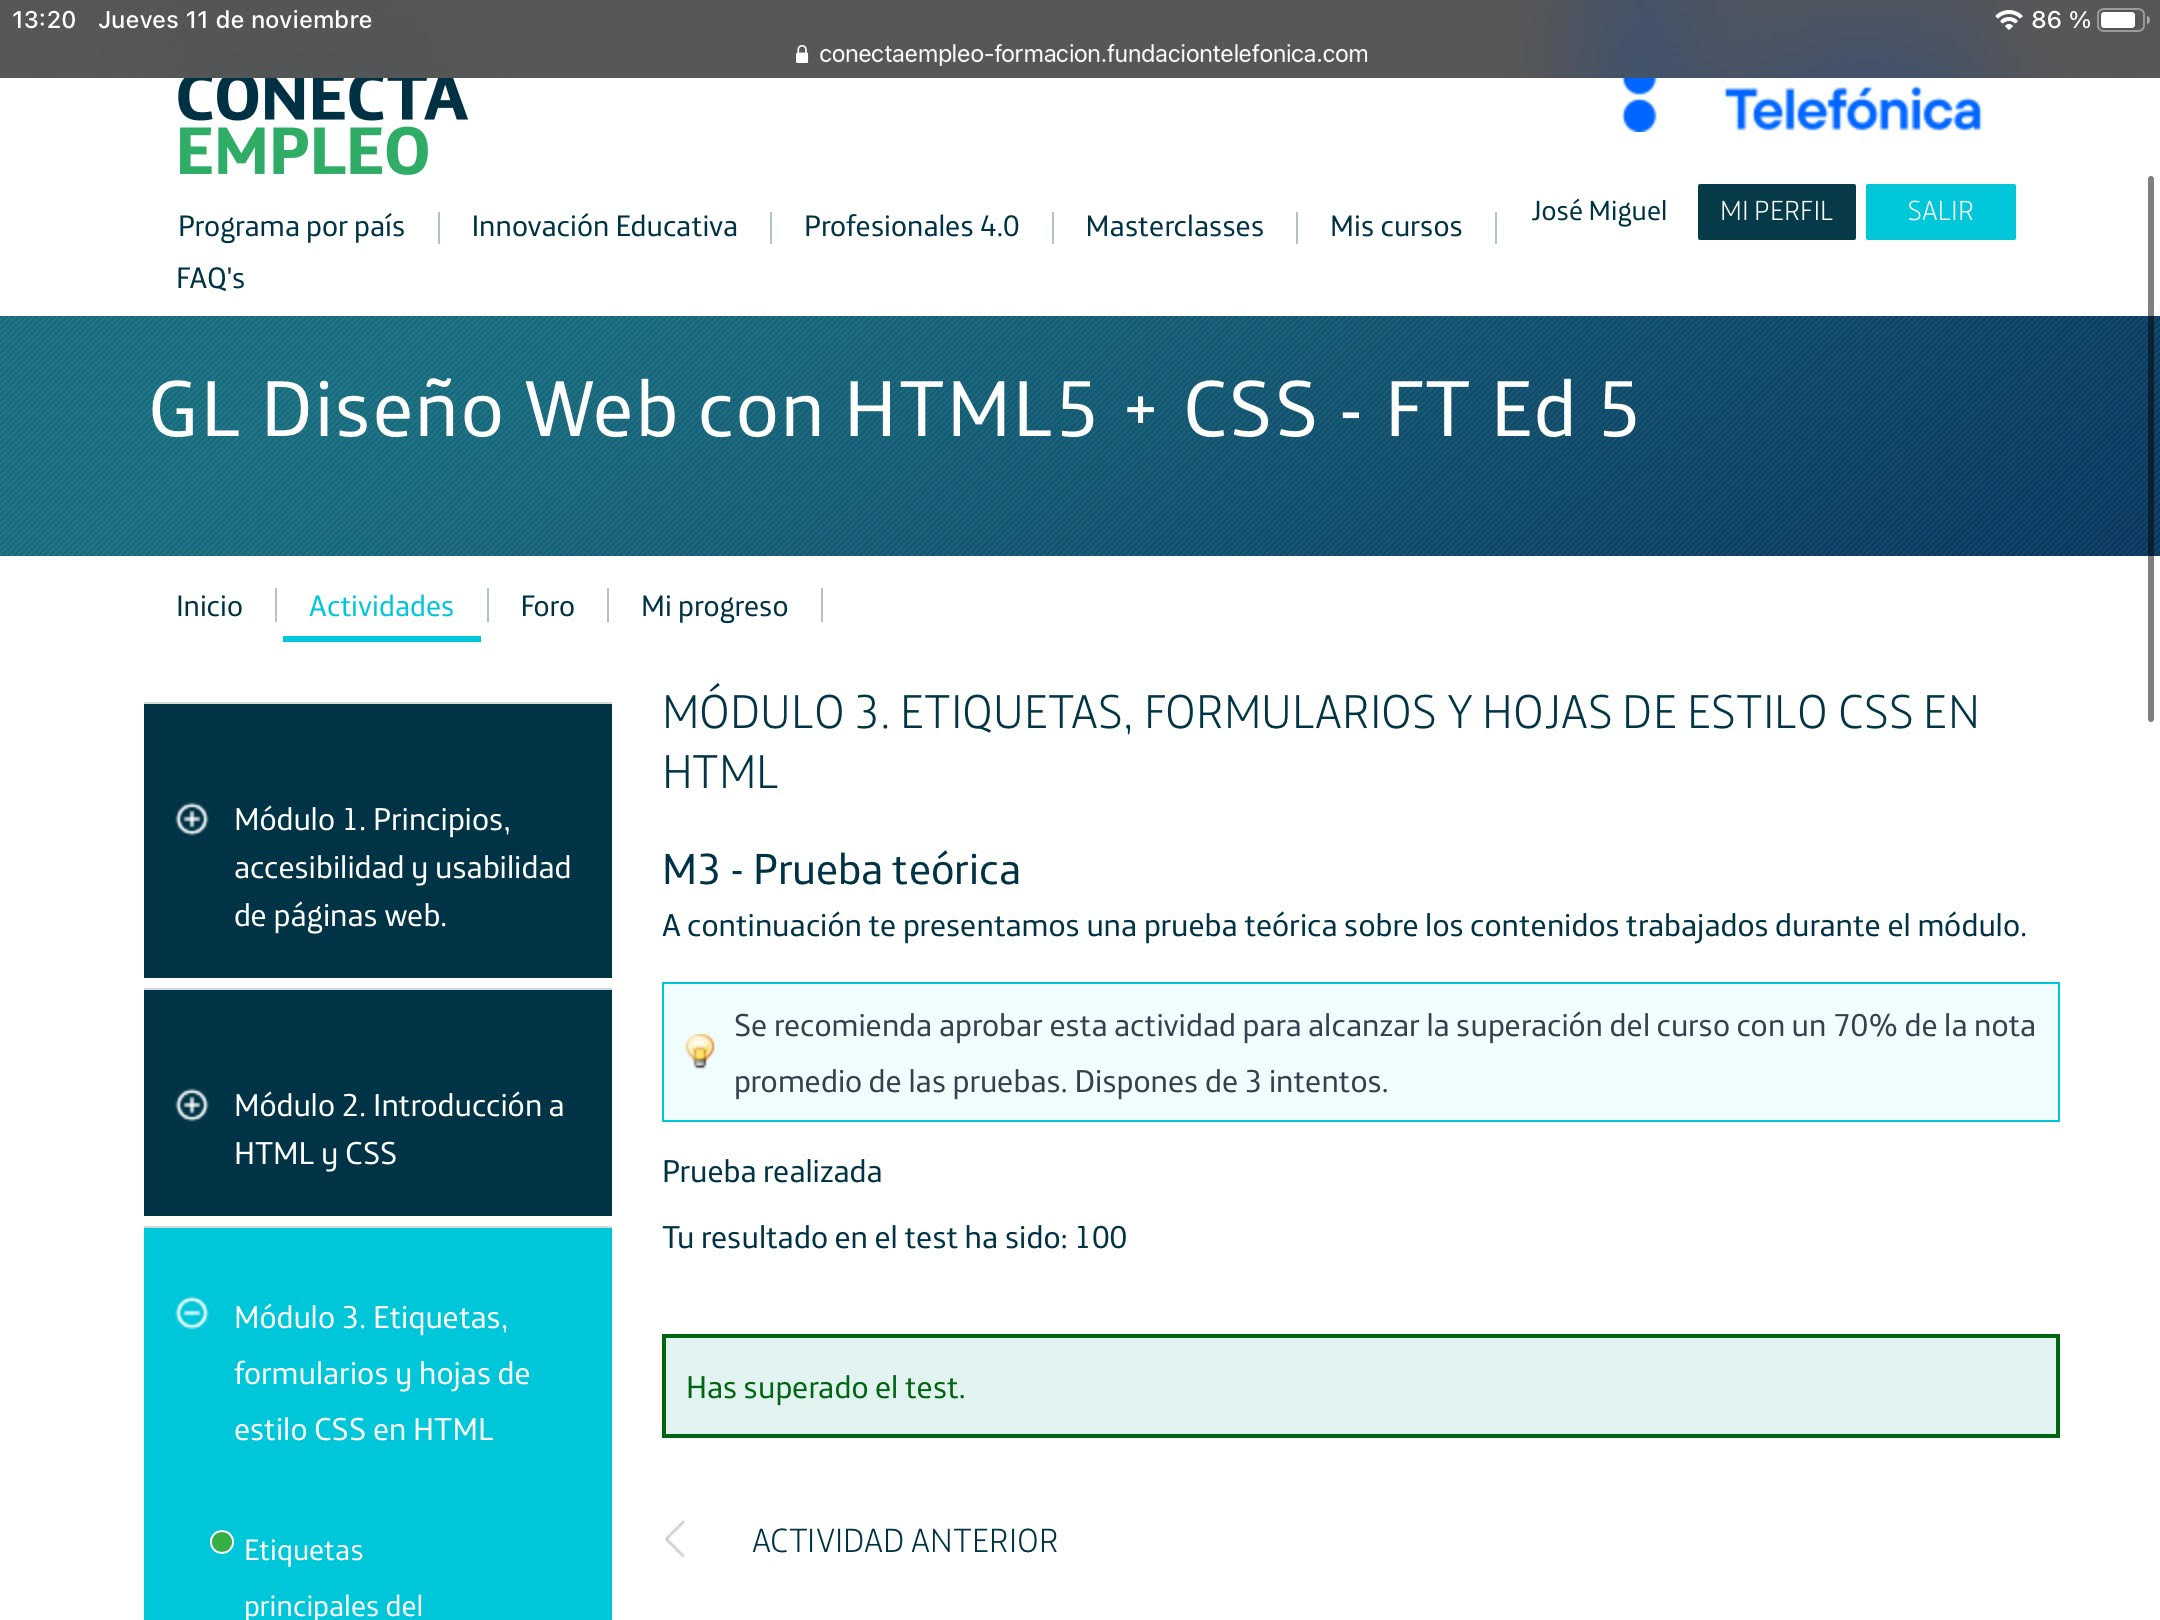 13:20 Jueves 11 de noviembre
86 %
conectaempleo-formacion.fundaciontelefonica.com
CONECTA
EMPLEO
Telefónica
Programa por país
Innovación Educativa
Profesionales 4.0
Masterclasses
Mis cursos
José Miguel
MI PERFIL
SALIR
FAQ's
GL Diseño Web con HTML5 + CSS - FT Ed 5
Inicio
Actividades
Foro
Mi progreso
Módulo 1. Principios,
accesibilidad y usabilidad
de páginas web.
Módulo 2. Introducción a
HTML y CSS
Módulo 3. Etiquetas,
formularios y hojas de
estilo CSS en HTML
Etiquetas
principales del
MÓDULO 3. ETIQUETAS, FORMULARIOS Y HOJAS DE ESTILO CSS EN
HTML
M3 - Prueba teórica
A continuación te presentamos una prueba teórica sobre los contenidos trabajados durante el módulo.
Se recomienda aprobar esta actividad para alcanzar la superación del curso con un 70% de la nota
promedio de las pruebas. Dispones de 3 intentos.
Prueba realizada
Tu resultado en el test ha sido: 100
Has superado el test.
ACTIVIDAD ANTERIOR